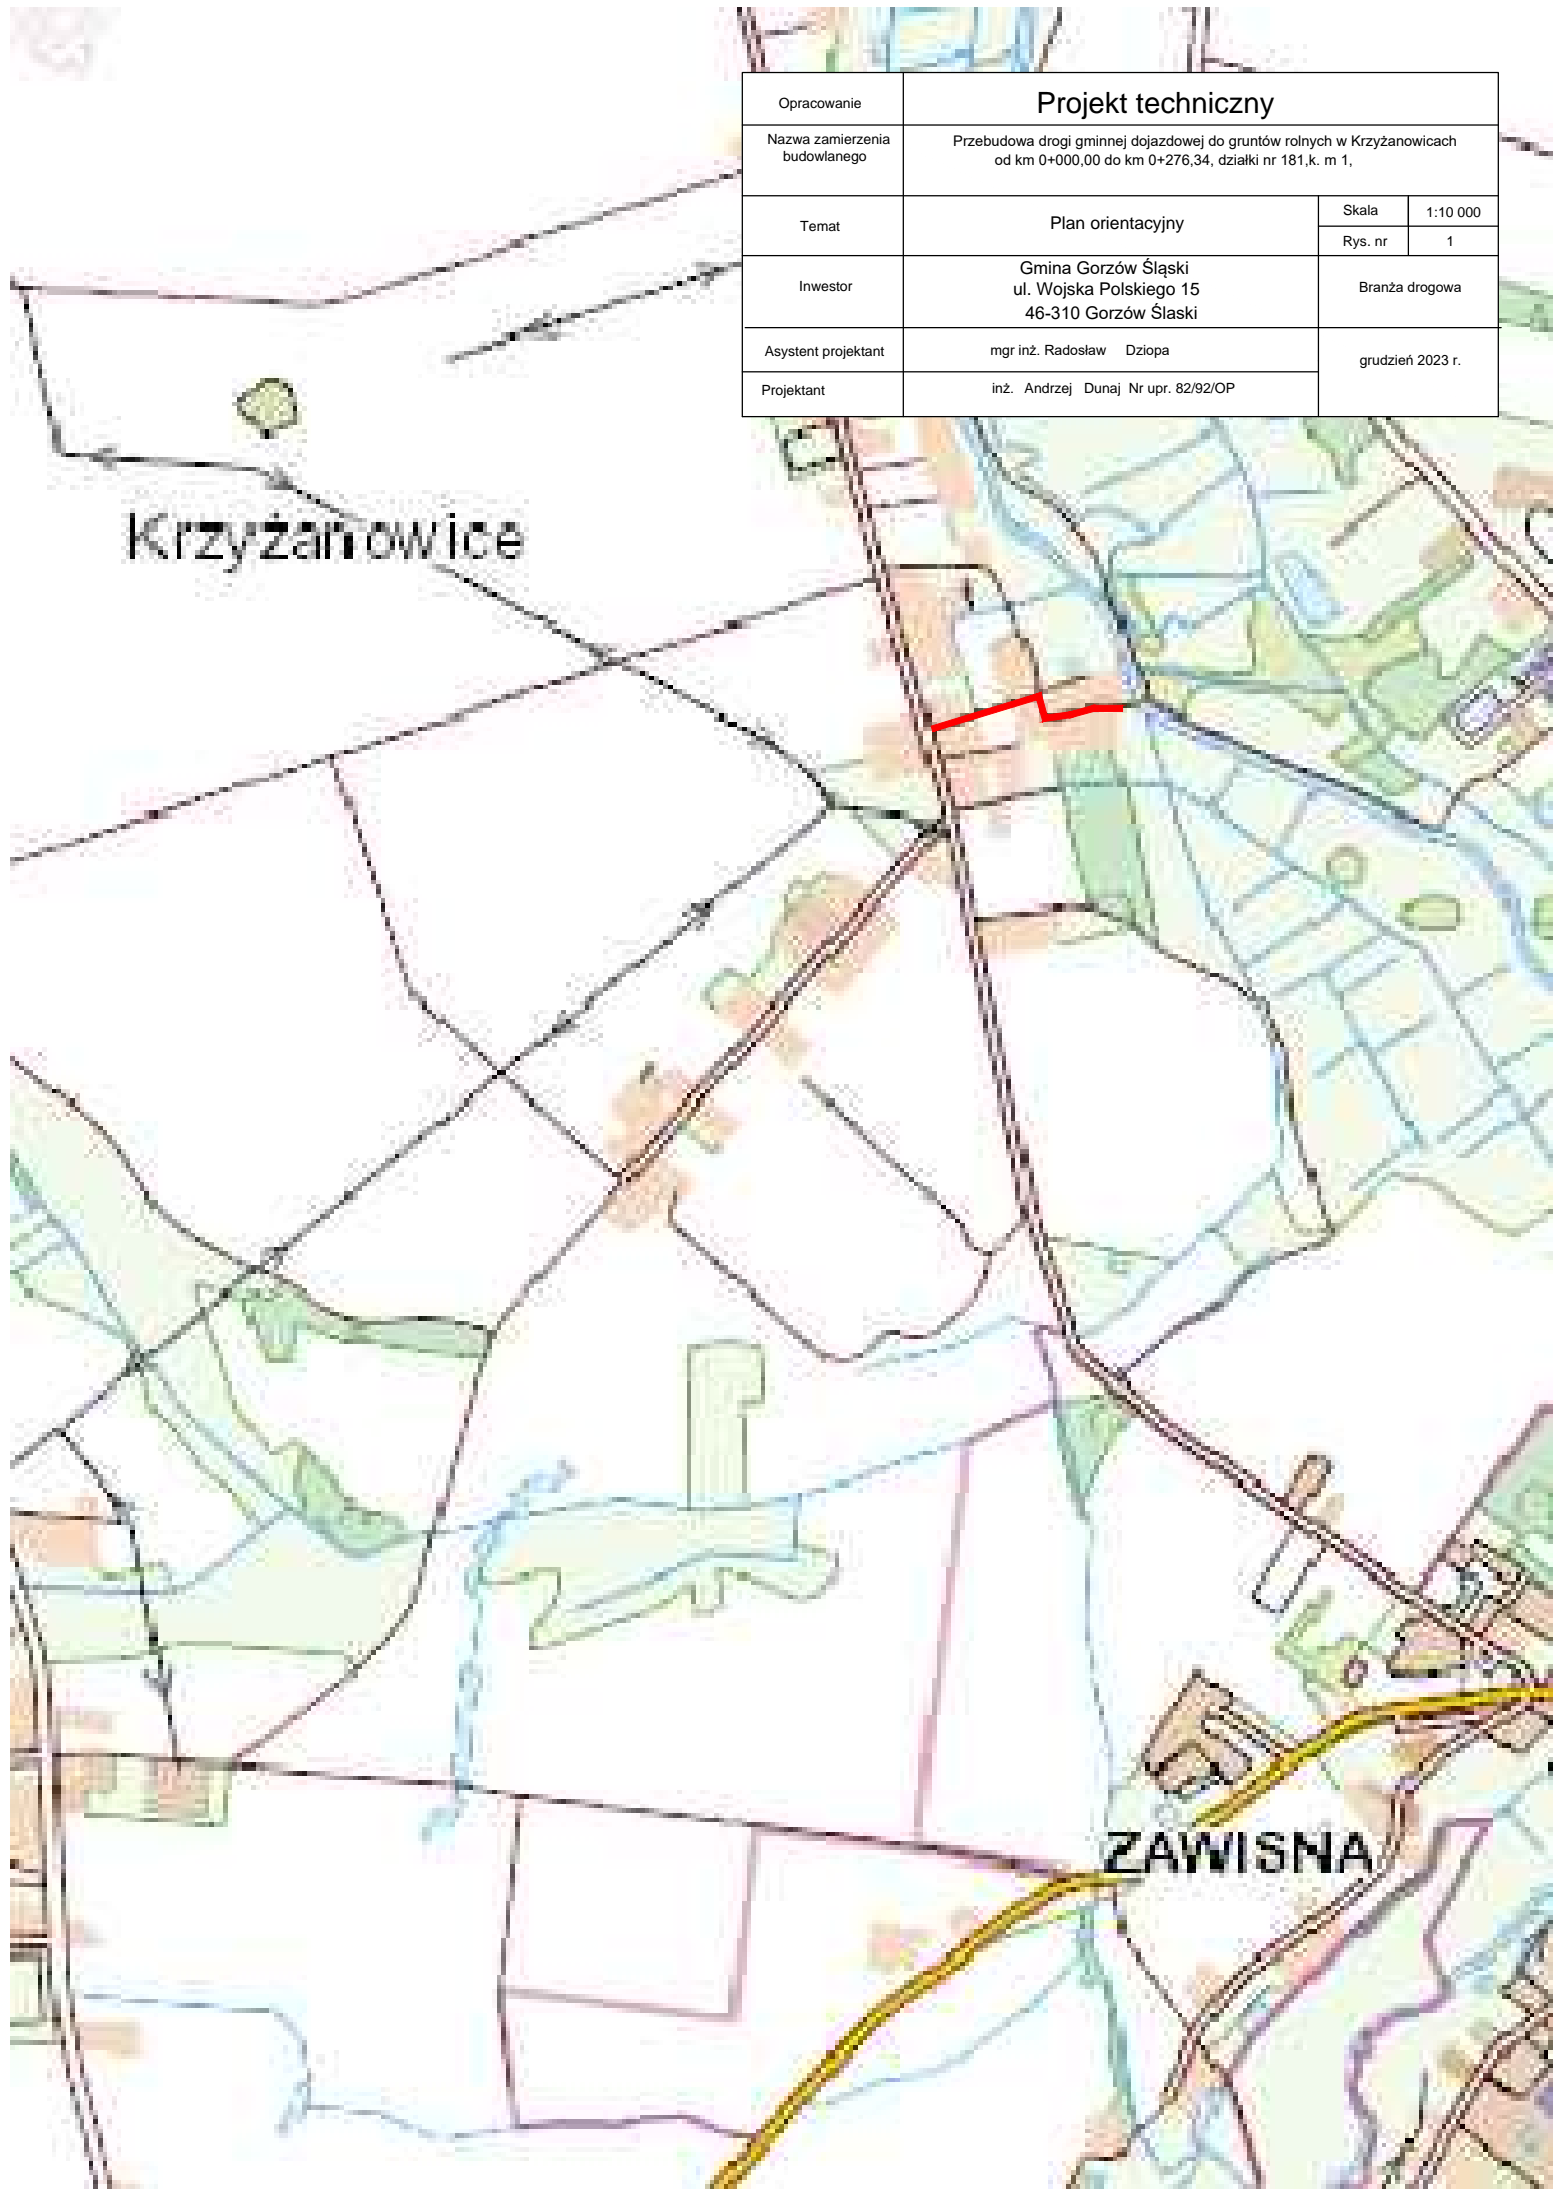 Opracowanie
Projekt techniczny
Nazwa zamierzenia
budowlanego
Przebudowa drogi gminnej dojazdowej do gruntów rolnych w Krzyżanowicach
od km 0+000,00 do km 0+276,34, działki nr 181,k. m 1,
Temat
Plan orientacyjny
Skala
1:10 000
Rys. nr
1
Inwestor
Gmina Gorzów Śląski
ul. Wojska Polskiego 15
46-310 Gorzów Ślaski
Branża drogowa
Asystent projektant
mgr inż. Radosław Dziopa
grudzień 2023 r.
Projektant
inż. Andrzej Dunaj Nr upr. 82/92/OP
Krzyżanowice
ZAWISNA